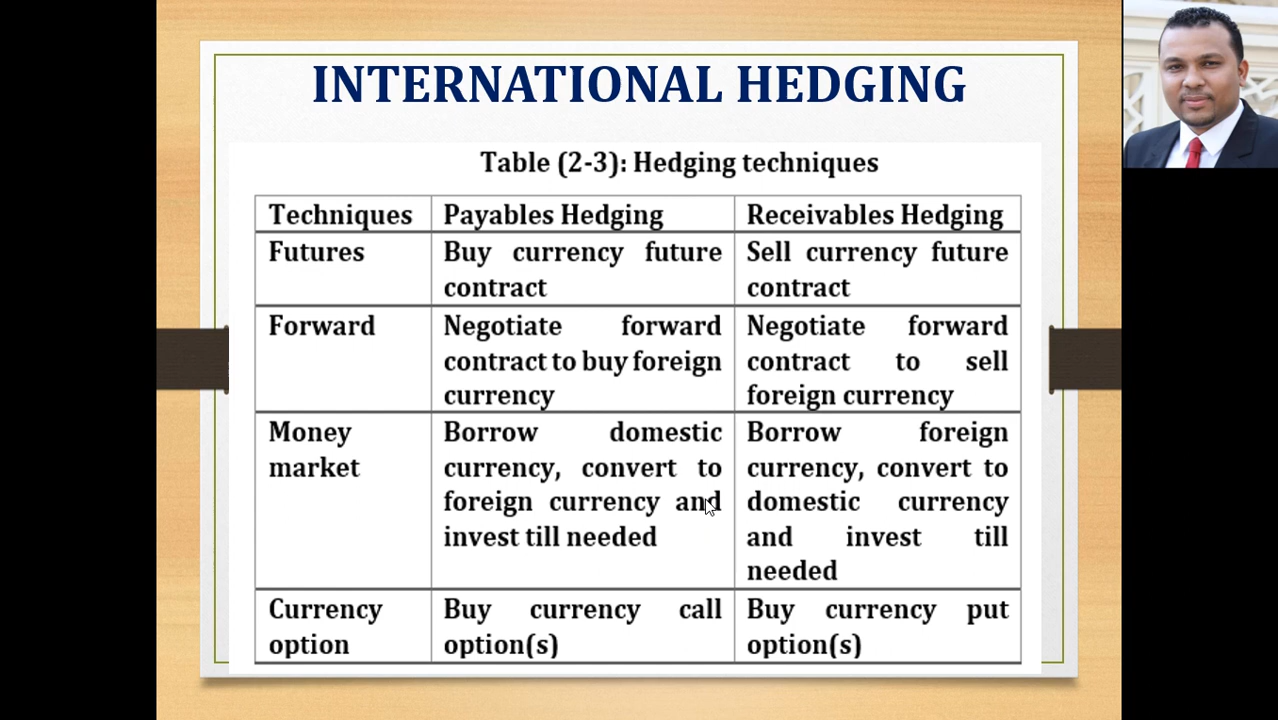 INTERNATIONAL HEDGING
Table (2-3): Hedging techniques
Techniques Payables Hedging Receivables Hedging
Futures
Buy currency future
contract
Sell currency future
contract
Forward
Negotiate forward
contract to buy foreign
currency
Negotiate forward
contract to sell
foreign currency
Money
market
Borrow domestic
currency, convert to
foreign currency and
invest till needed
Borrow foreign
currency, convert to
domestic currency
and invest till
needed
Currency
option
Buy currency call
option(s)
Buy currency put
option(s)